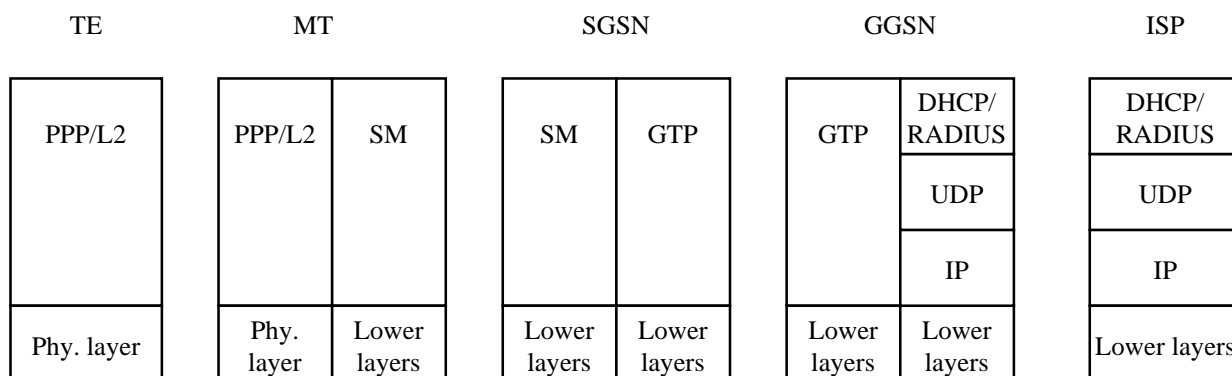 TE MT SGSN GGSN ISP
PPP/L2 PPP/L2 SM SM GTP GTP DHCP/ DHCP/
RADIUS RADIUS
UDP UDP
IP IP
Phy. layer Phy. Lower Lower Lower Lower Lower Lower layers
layer layers layers layers layers layers